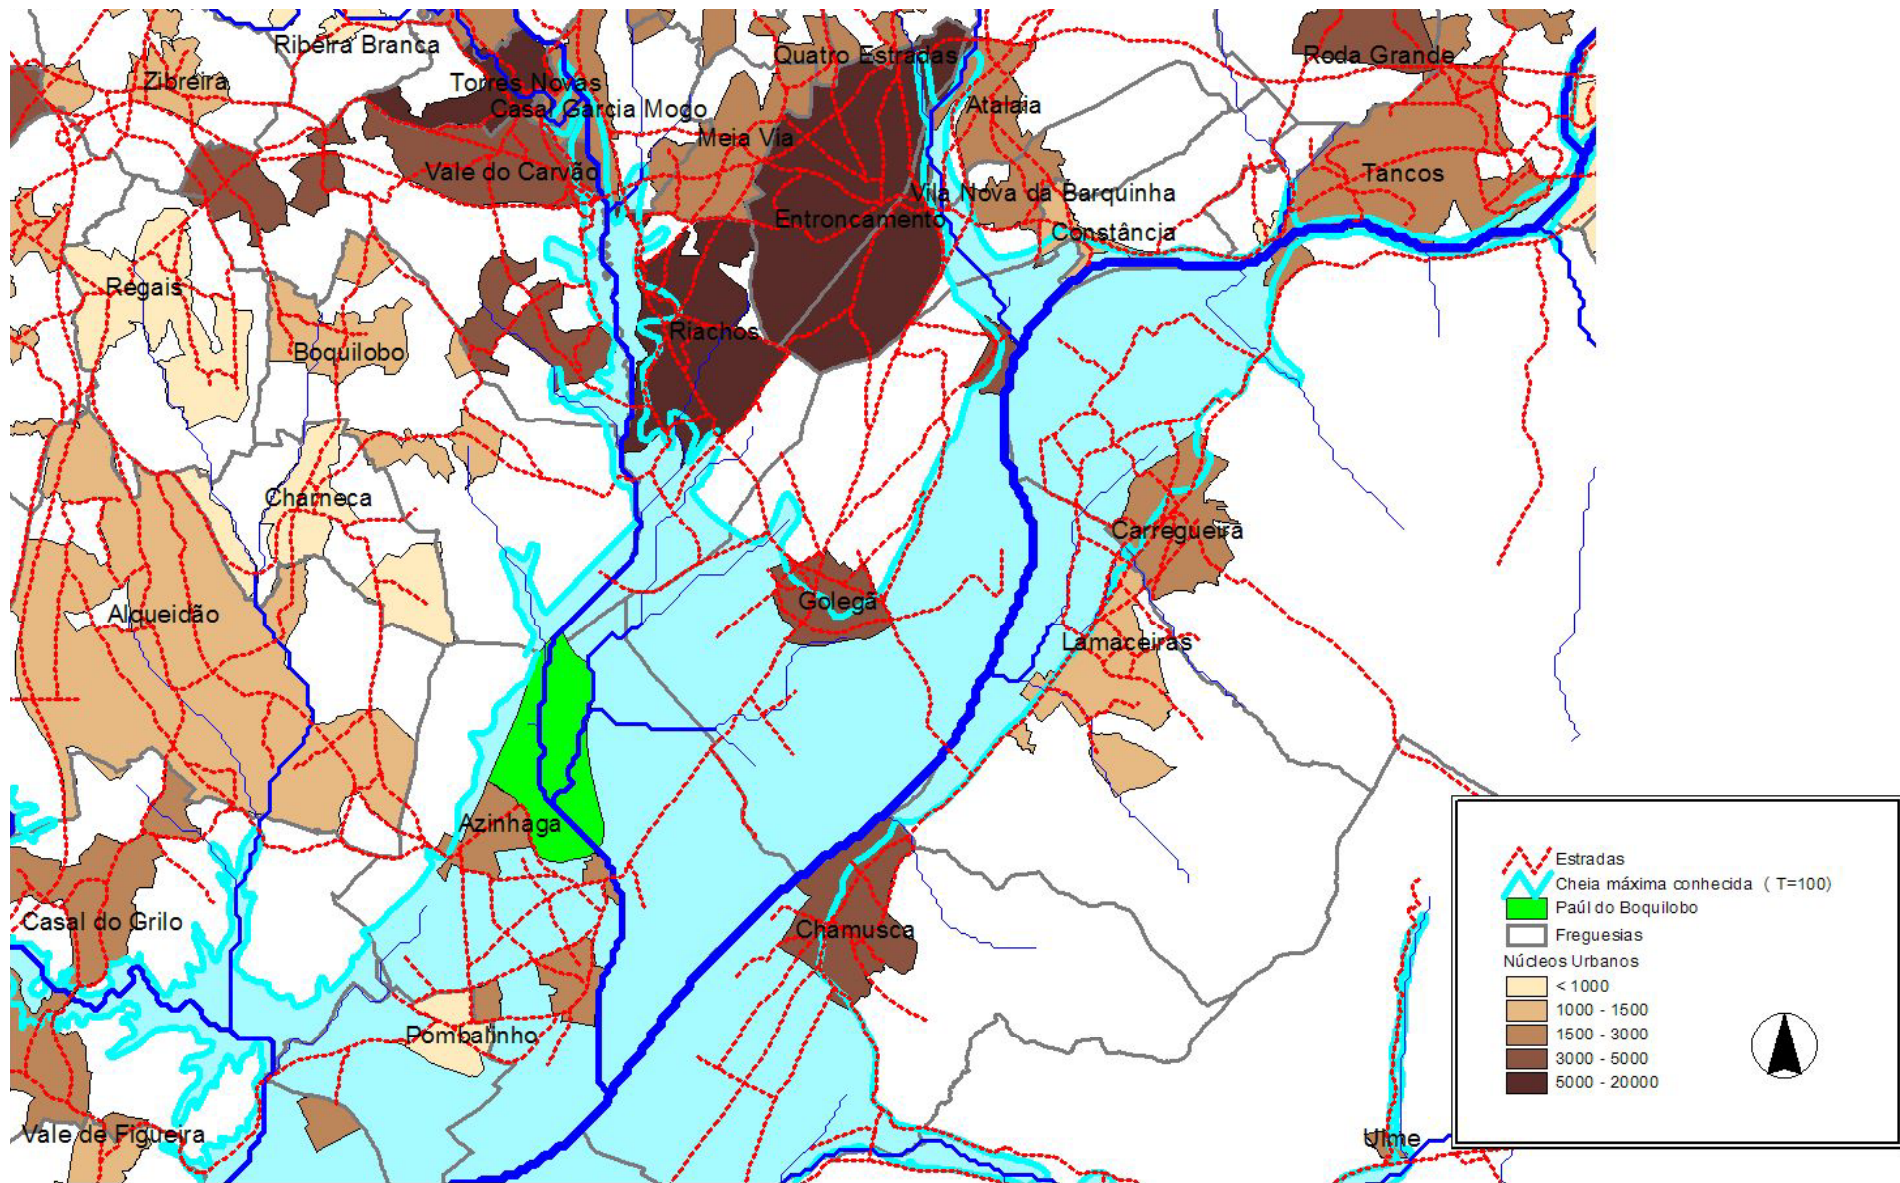 Ribeira Branca
Quatro Estradas
Roda Grande
Zibreira
Torres Novas
Casal Garcia Mogo
Atalaia
Meia Via
Vale do Carvão
Tancos
Vila Nova da Barquinha
Entroncamento
Constância
Regais
Riachos
Boquilobo
Charneca
Carregueira
Alqueidão
Golegã
Lamaceiras
Azinhaga
Casal do Grilo
Chamusca
Pombalinho
Vale de Figueira
Ulme
Estradas
Cheia máxima conhecida ( T=100)
Paúl do Boquilobo
Freguesias
Núcleos Urbanos
< 1000
1000 - 1500
1500 - 3000
3000 - 5000
5000 - 20000